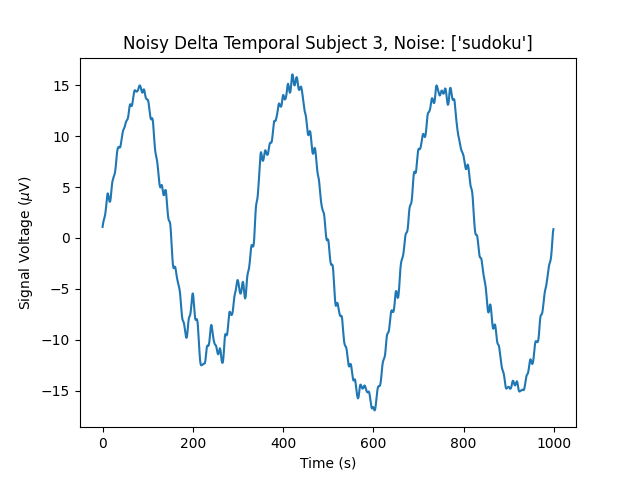 Noisy Delta Temporal Subject 3, Noise: ['sudoku']
Signal Voltage (μV)
15
10
5
0
−5
−10
−15
0 200 400 600 800 1000
Time (s)